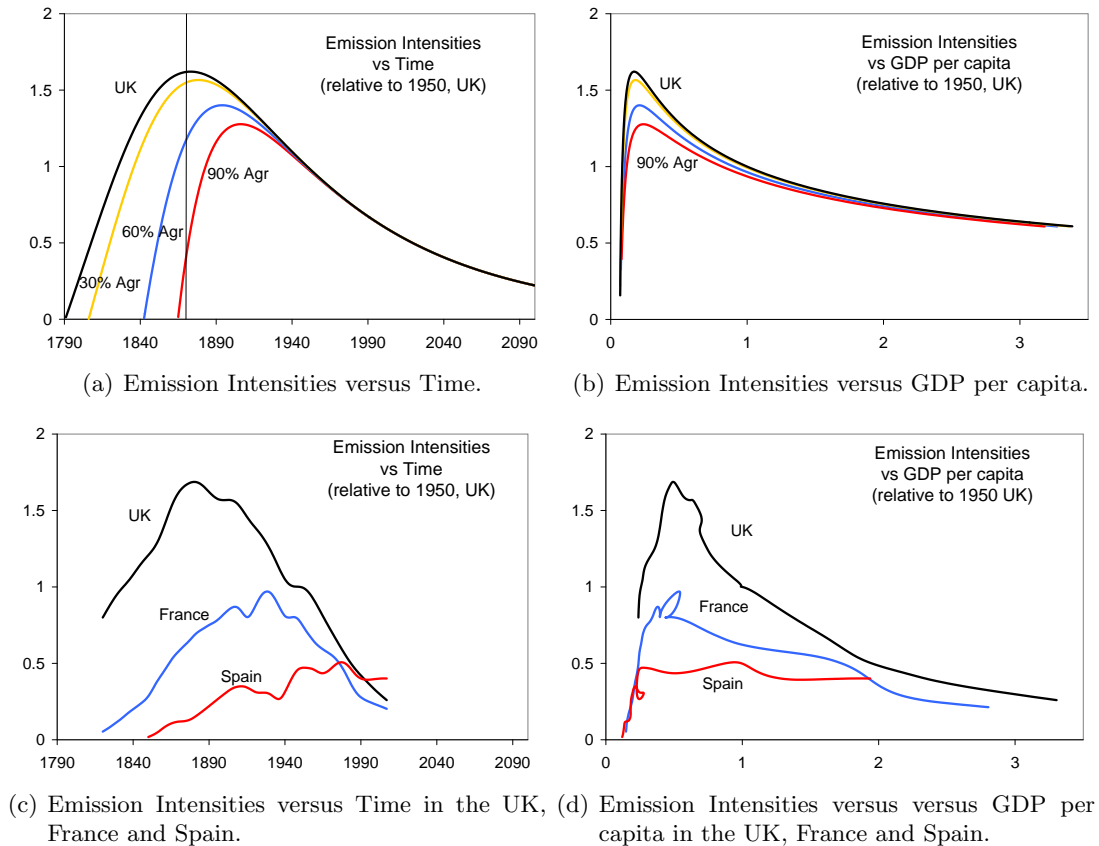 Emission Intensities
vs Time
(relative to 1950, UK)
2
1.5
1
0.5
0
UK
90% Agr
60% Agr
30% Agr
1790 1840 1890 1940 1990 2040 2090
(a) Emission Intensities versus Time.
Emission Intensities
vs GDP per capita
(relative to 1950, UK)
2
1.5
1
0.5
0
UK
90% Agr
0 1 2 3
(b) Emission Intensities versus GDP per capita.
Emission Intensities
vs Time
(relative to 1950, UK)
2
1.5
1
0.5
0
UK
France
Spain
1790 1840 1890 1940 1990 2040 2090
(c) Emission Intensities versus Time in the UK,
France and Spain.
Emission Intensities
vs GDP per capita
(relative to 1950 UK)
2
1.5
1
0.5
0
UK
France
Spain
0 1 2 3
(d) Emission Intensities versus versus GDP per
capita in the UK, France and Spain.